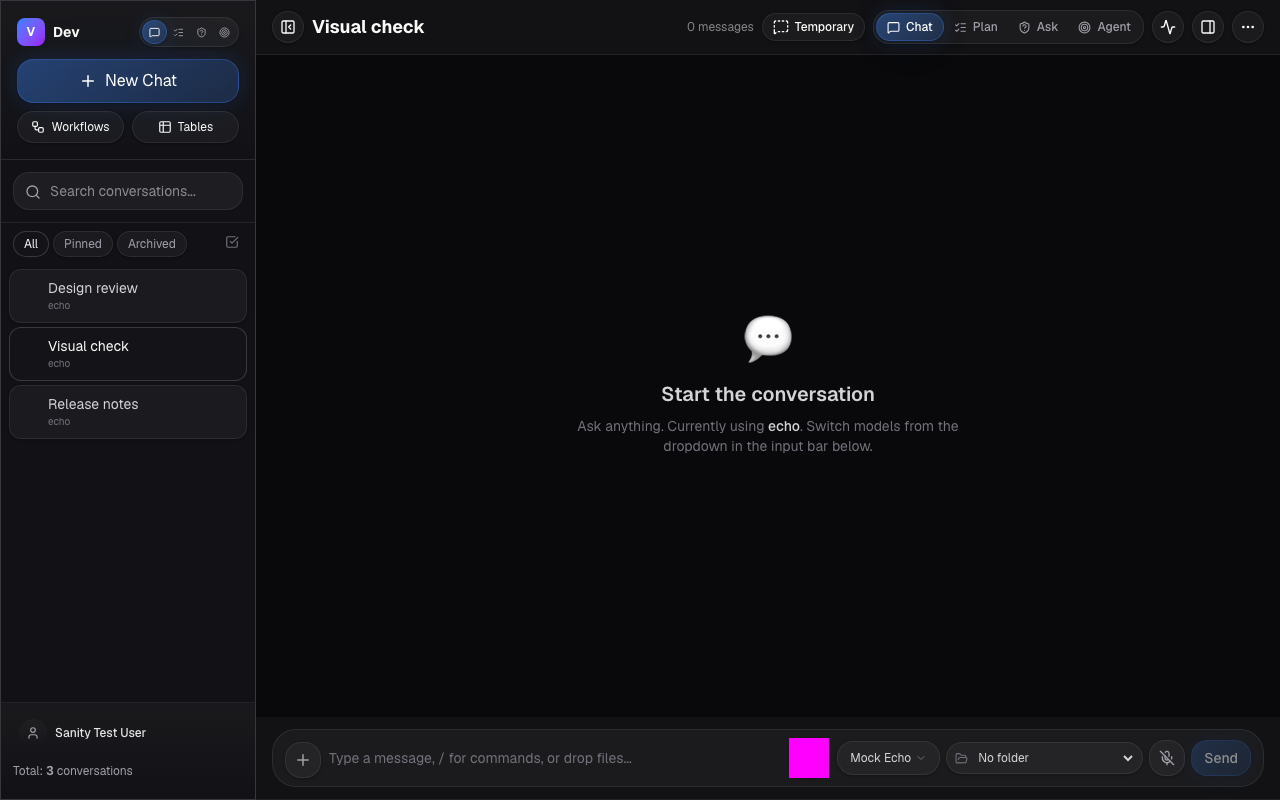 V Dev
New Chat
Workflows Tables
Search conversations...
All Pinned Archived
Design review
echo
Visual check
echo
Release notes
echo
Sanity Test User
Total: 3 conversations
Visual check 0 messages Temporary Chat Plan Ask Agent
Start the conversation
Ask anything. Currently using echo. Switch models from the
dropdown in the input bar below.
Type a message, / for commands, or drop files... Mock Echo No folder Send